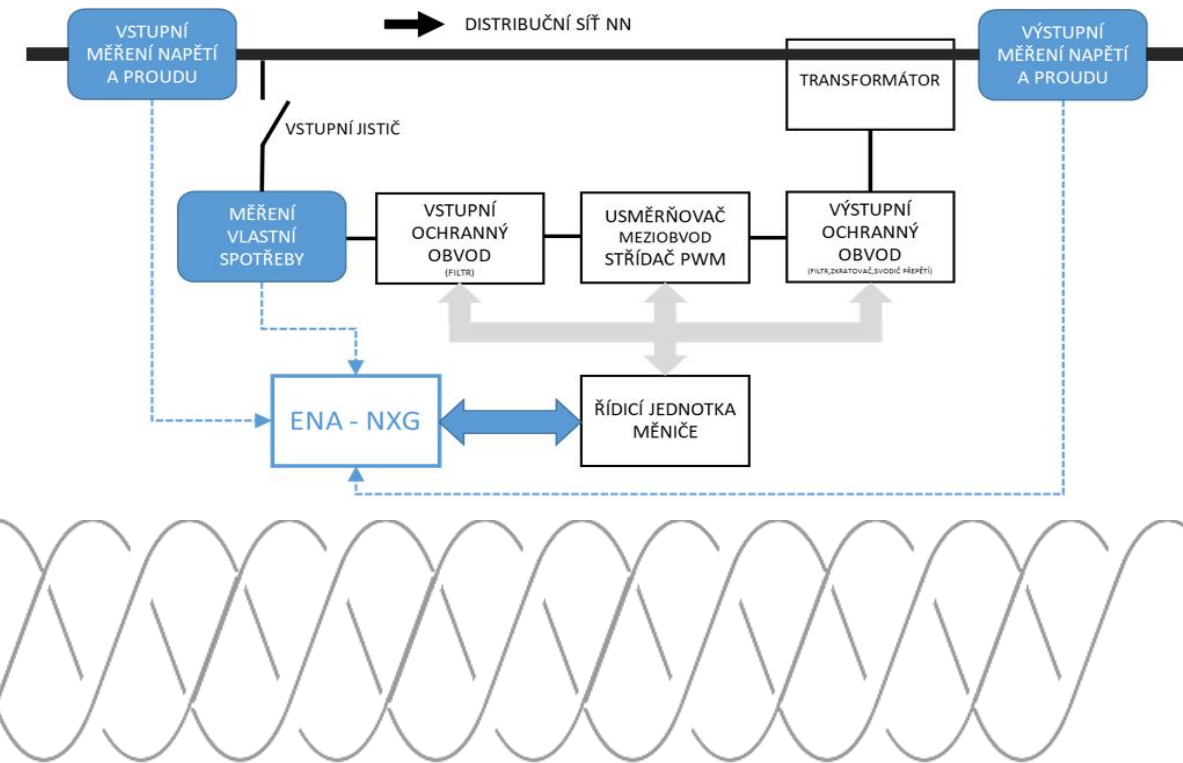 VSTUPNÍ
MĚŘENÍ NAPĚTÍ
A PROUDU
DISTRIBUČNÍ SÍŤ NN
TRANSFORMÁTOR
VÝSTUPNÍ
MĚŘENÍ NAPĚTÍ
A PROUDU
VSTUPNÍ JISTIČ
MĚŘENÍ
VLASTNÍ
SPOTŘEBY
VSTUPNÍ
OCHRANNÝ
OBVOD
(FILTR)
USMĚRŇOVAČ
MEZIOBVOD
STŘÍDAČ PWM
VÝSTUPNÍ
OCHRANNÝ
OBVOD
(FILTR,ZKRATOVAČ,SVODIČ PŘEPĚTÍ)
ENA - NXG
ŘÍDICÍ JEDNOTKA
MĚNIČE